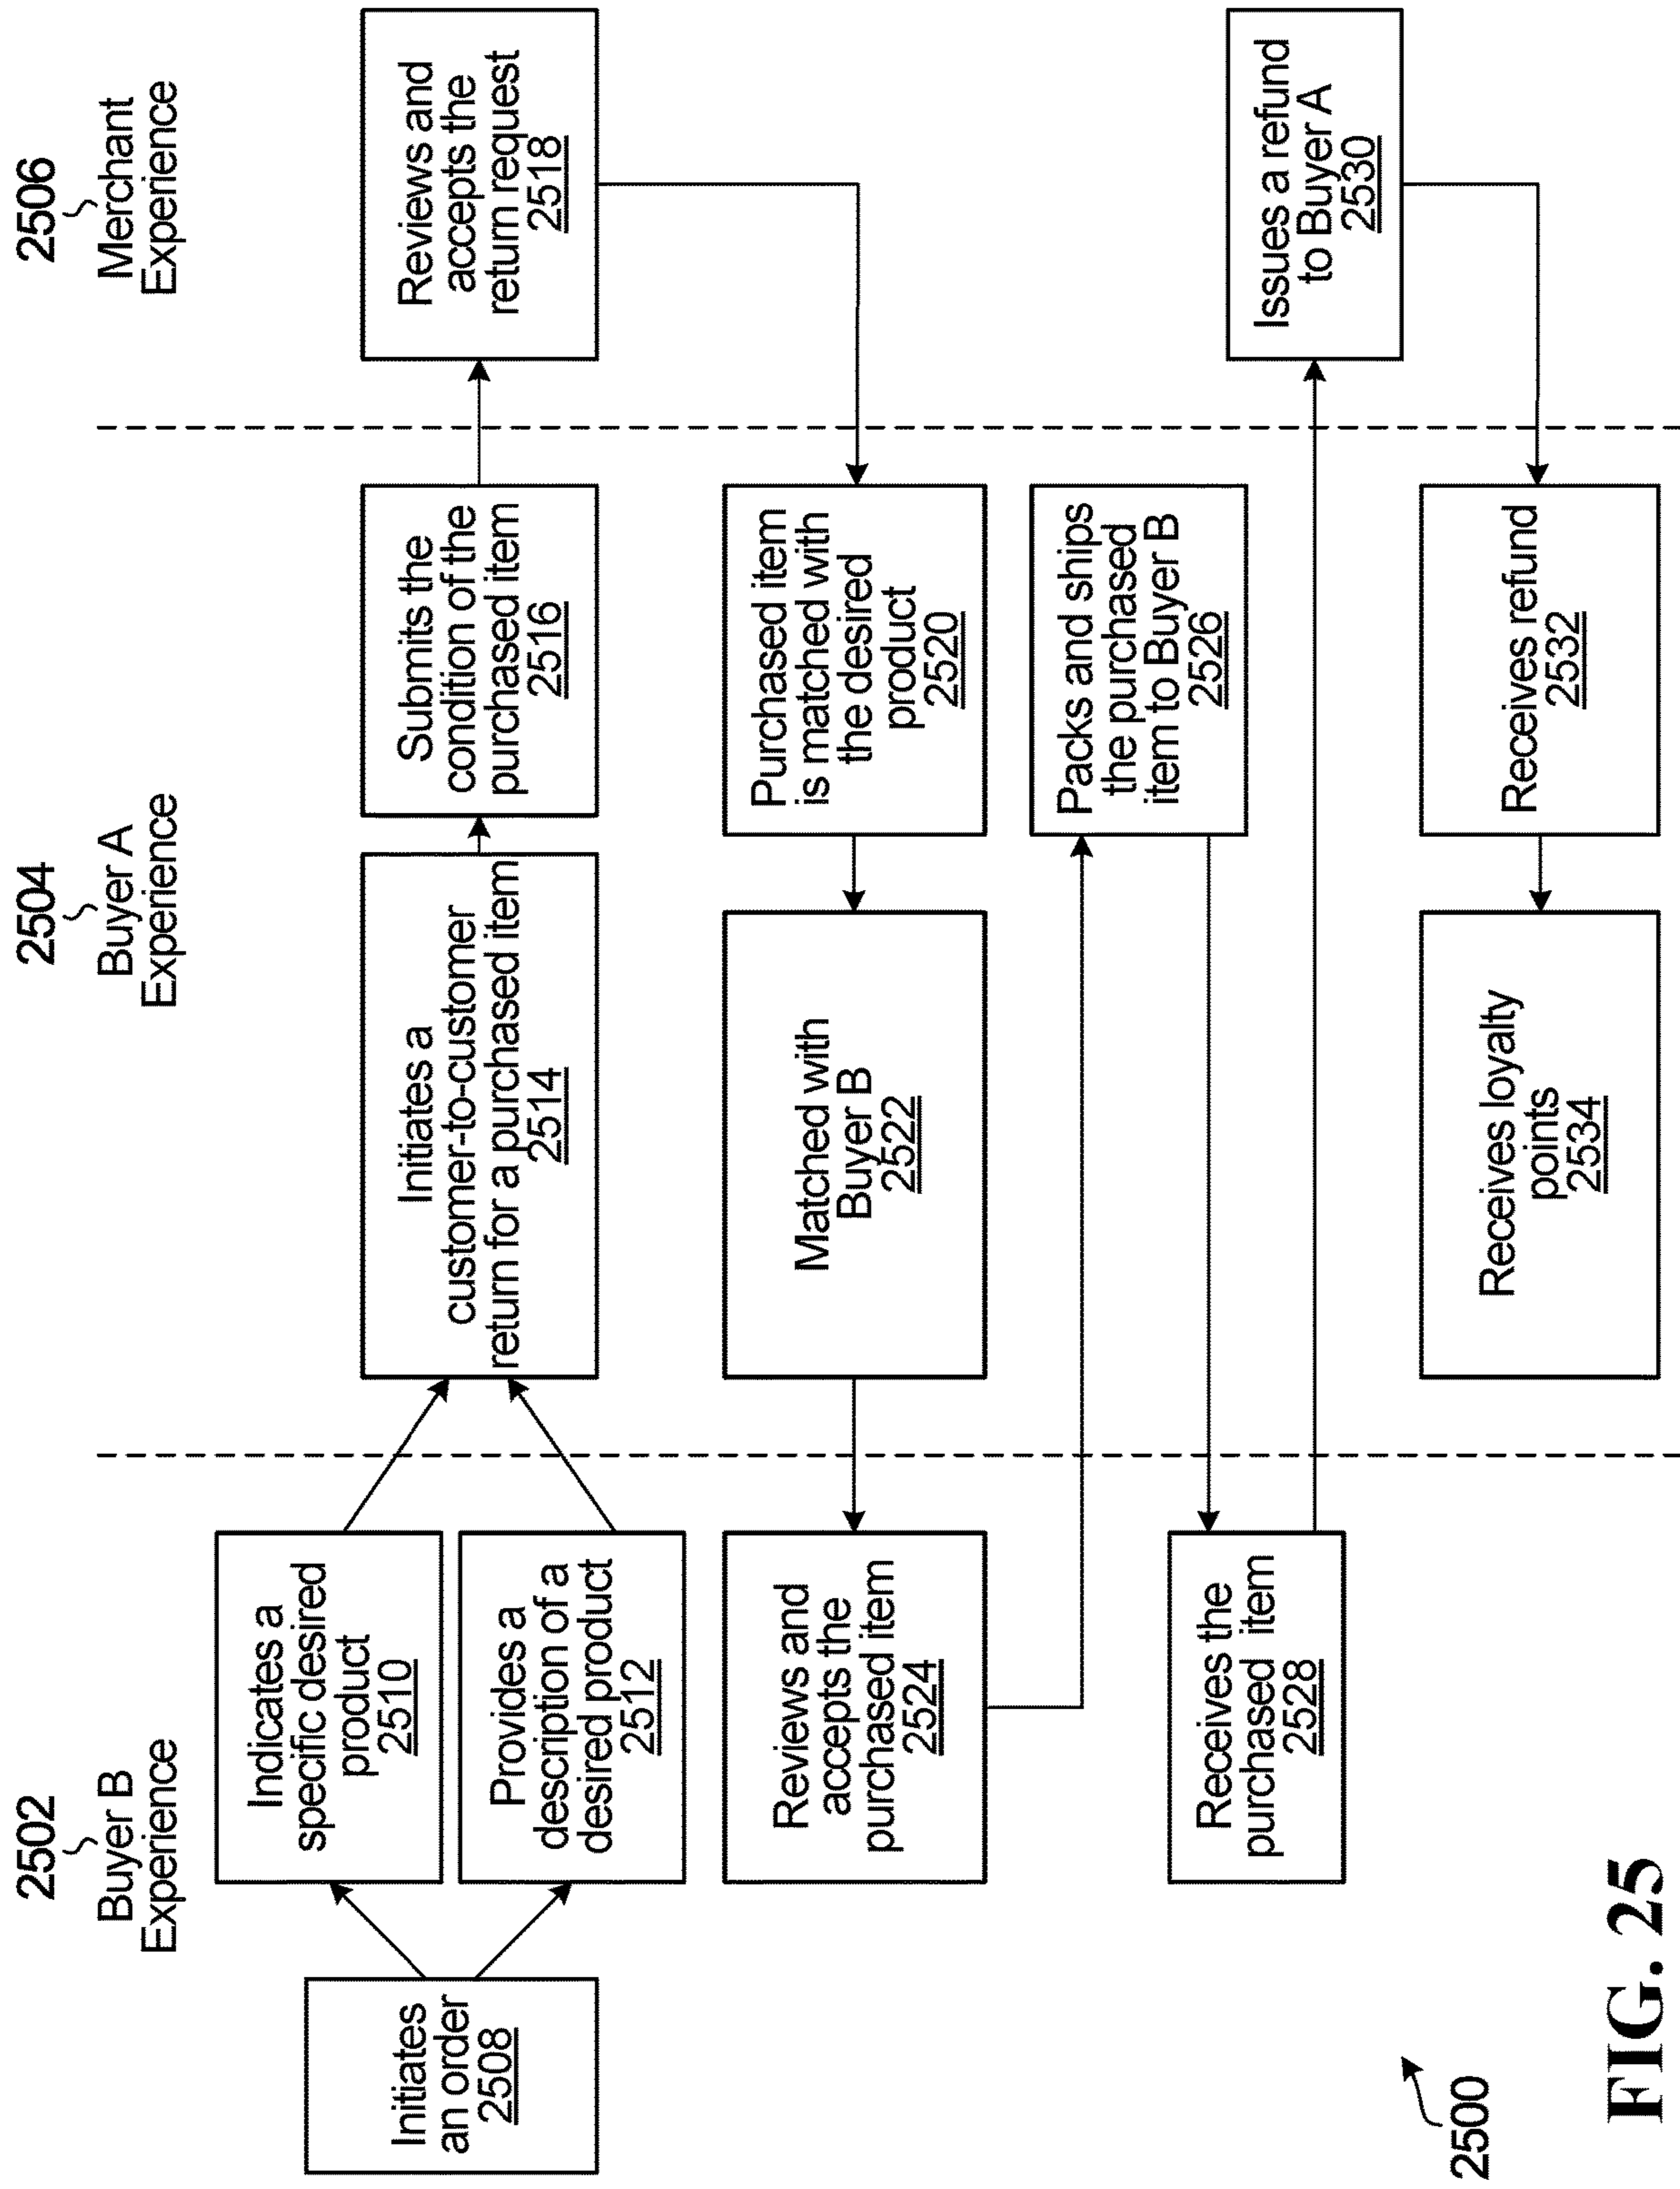 2502
Buyer B
Experience
2504
Buyer A
Experience
2506
Merchant
Experience
Initiates
an order
2508
Indicates a
specific desired
product
2510
Provides a
description of a
desired product
2512
Initiates a
customer-to-customer
return for a purchased item
2514
Submits the
condition of the
purchased item
2516
Reviews and
accepts the
return request
2518
Purchased item
is matched with
the desired
product
2520
Matched with
Buyer B
2522
Reviews and
accepts the
purchased item
2524
Packs and ships
the purchased
item to Buyer B
2526
Receives the
purchased item
2528
Issues a refund
to Buyer A
2530
Receives refund
2532
Receives loyalty
points
2534
2500
FIG. 25